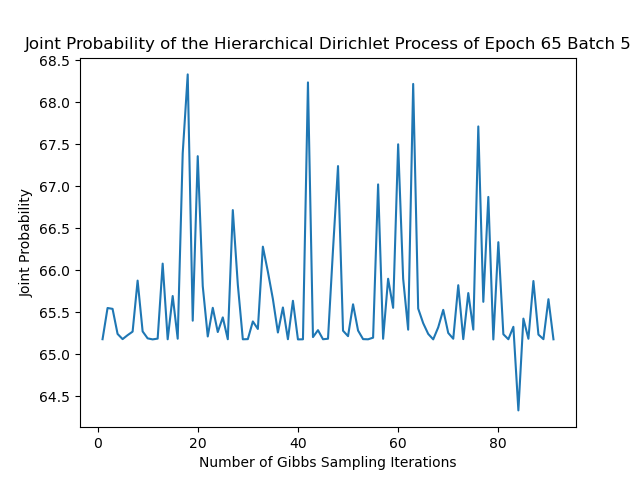 Joint Probability of the Hierarchical Dirichlet Process of Epoch 65 Batch 5
68.5
68.0
67.5
67.0
66.5
66.0
65.5
65.0
64.5
Joint Probability
0 20 40 60 80
Number of Gibbs Sampling Iterations